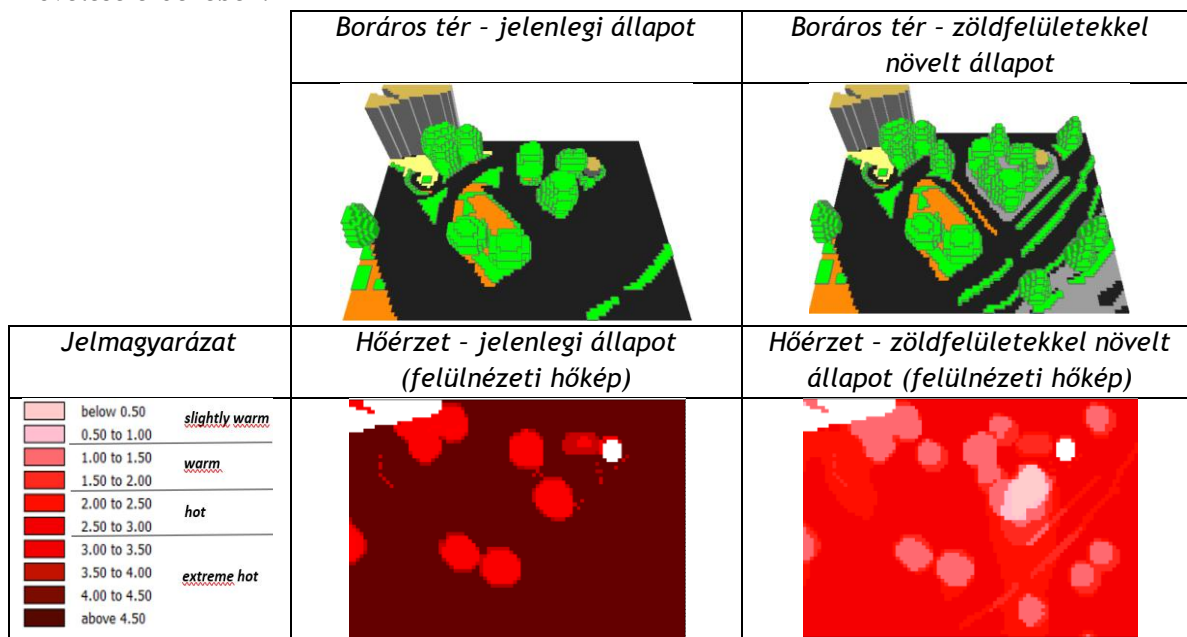 Boráros tér – jelenlegi állapot
Boráros tér – zöldfelületekkel
növelt állapot
Jelmagyarázat
Hőérzet – jelenlegi állapot
(felülnézeti hőkép)
Hőérzet – zöldfelületekkel növelt
állapot (felülnézeti hőkép)
below 0.50
slightly warm
0.50 to 1.00
1.00 to 1.50
warm
1.50 to 2.00
2.00 to 2.50
hot
2.50 to 3.00
3.00 to 3.50
3.50 to 4.00
extreme hot
4.00 to 4.50
above 4.50